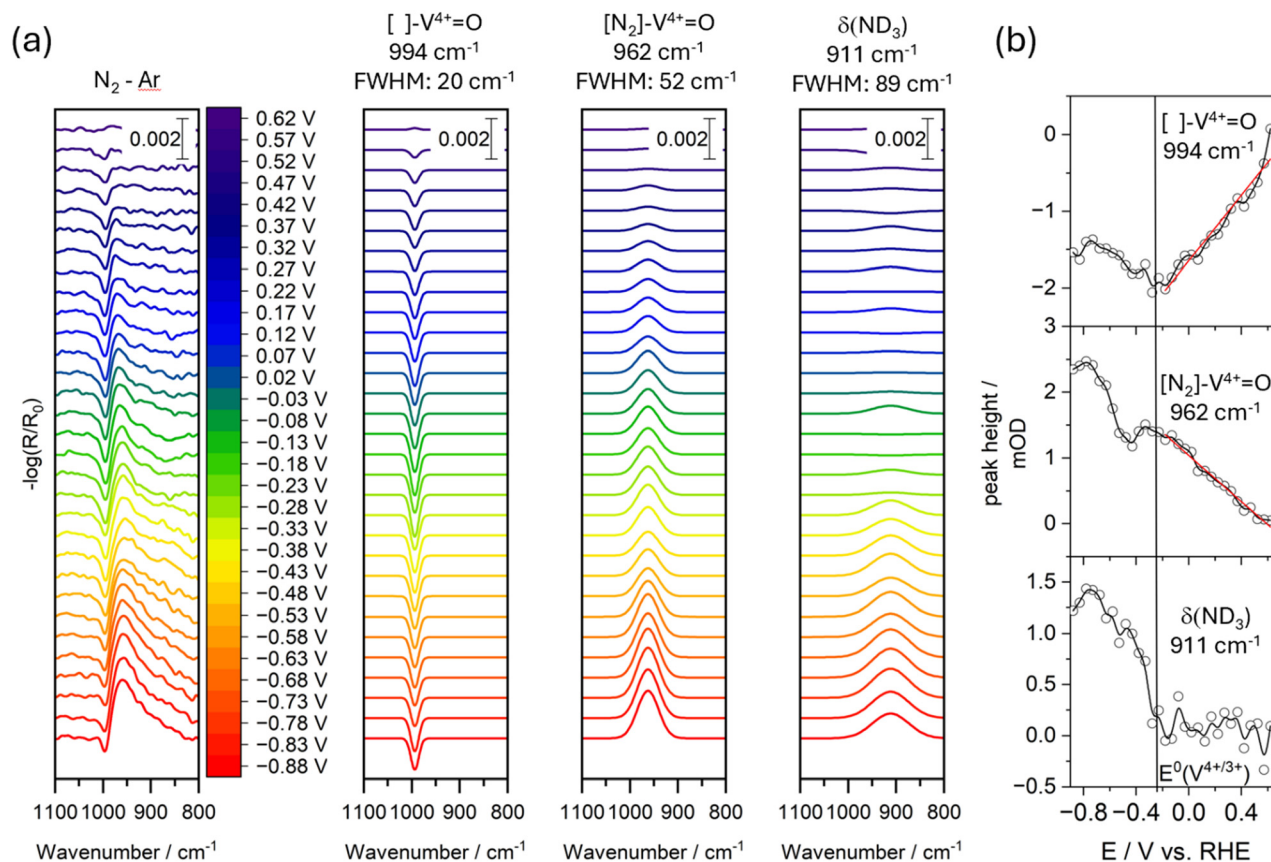 (a)
N₂ - Ar
[ ]-V⁴⁺=O
994 cm⁻¹
FWHM: 20 cm⁻¹
[N₂]-V⁴⁺=O
962 cm⁻¹
FWHM: 52 cm⁻¹
δ(ND₃)
911 cm⁻¹
FWHM: 89 cm⁻¹
-log(R/R₀)
0.002
0.62 V
0.57 V
0.52 V
0.47 V
0.42 V
0.37 V
0.32 V
0.27 V
0.22 V
0.17 V
0.12 V
0.07 V
0.02 V
−0.03 V
−0.08 V
−0.13 V
−0.18 V
−0.23 V
−0.28 V
−0.33 V
−0.38 V
−0.43 V
−0.48 V
−0.53 V
−0.58 V
−0.63 V
−0.68 V
−0.73 V
−0.78 V
−0.83 V
−0.88 V
0.002
0.002
0.002
1100 1000 900 800
Wavenumber / cm⁻¹
1100 1000 900 800
Wavenumber / cm⁻¹
1100 1000 900 800
Wavenumber / cm⁻¹
1100 1000 900 800
Wavenumber / cm⁻¹
(b)
peak height / mOD
0
−1
−2
[ ]-V⁴⁺=O
994 cm⁻¹
3
2
1
0
[N₂]-V⁴⁺=O
962 cm⁻¹
1.5
1.0
0.5
0.0
−0.5
δ(ND₃)
911 cm⁻¹
E⁰(V⁴⁺/³⁺)
−0.8 −0.4 0.0 0.4
E / V vs. RHE